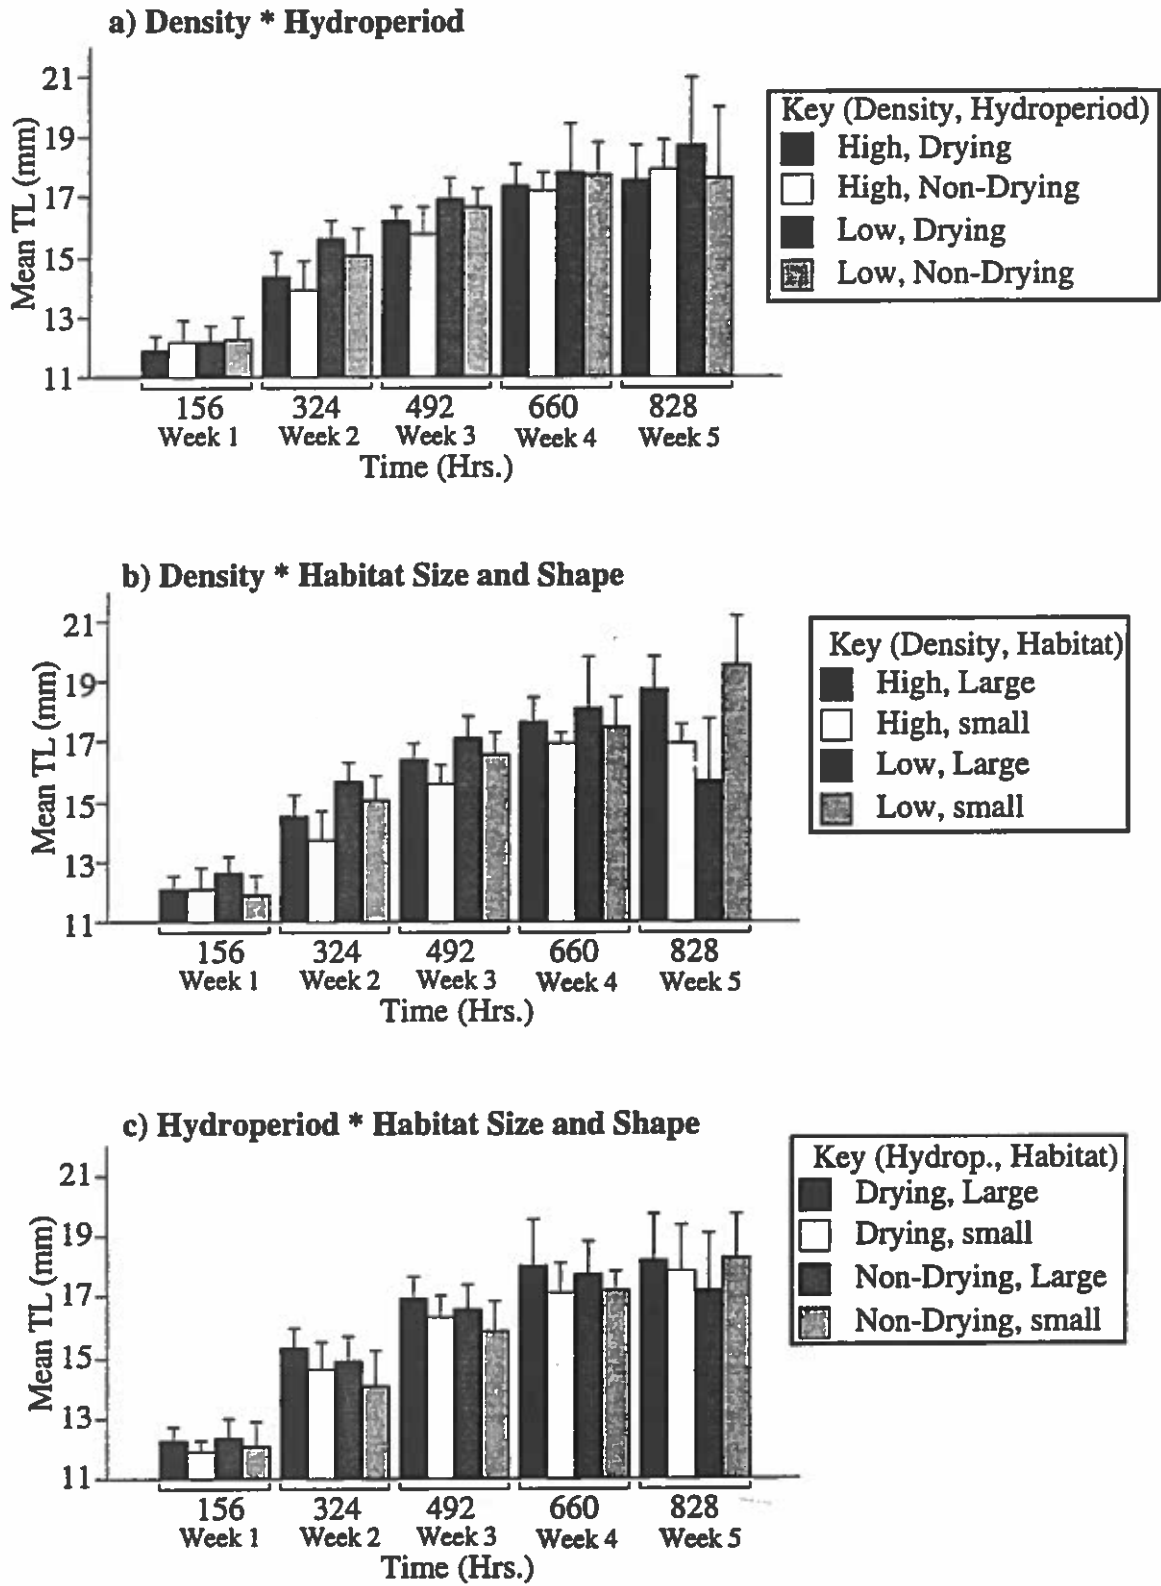 a) Density * Hydroperiod
21
19
17
15
13
11
Mean TL (mm)
156 324 492 660 828
Week 1 Week 2 Week 3 Week 4 Week 5
Time (Hrs.)
Key (Density, Hydroperiod)
High, Drying
High, Non-Drying
Low, Drying
Low, Non-Drying
b) Density * Habitat Size and Shape
21
19
17
15
13
11
Mean TL (mm)
156 324 492 660 828
Week 1 Week 2 Week 3 Week 4 Week 5
Time (Hrs.)
Key (Density, Habitat)
High, Large
High, small
Low, Large
Low, small
c) Hydroperiod * Habitat Size and Shape
21
19
17
15
13
11
Mean TL (mm)
156 324 492 660 828
Week 1 Week 2 Week 3 Week 4 Week 5
Time (Hrs.)
Key (Hydrop., Habitat)
Drying, Large
Drying, small
Non-Drying, Large
Non-Drying, small